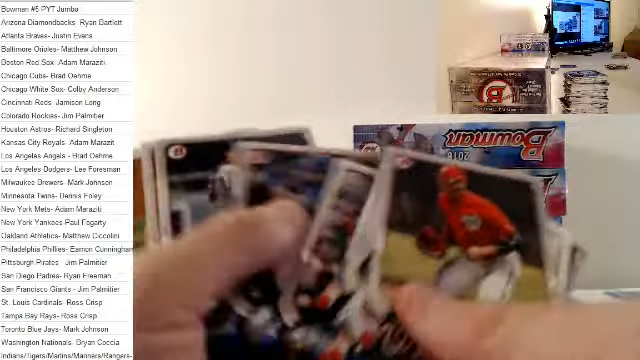 Bowman #5 PYT Jumbo
Arizona Diamondbacks- Ryan Bartlett
Atlanta Braves- Justin Evans
Baltimore Orioles- Matthew Johnson
Boston Red Sox- Adam Maraziti
Chicago Cubs- Brad Oehme
Chicago White Sox- Colby Anderson
Cincinnati Reds- Jamison Long
Colorado Rockies- Jim Palmitier
Houston Astros- Richard Singleton
Kansas City Royals- Adam Marazit
Los Angeles Angels - Brad Oehme
Los Angeles Dodgers - Lee Foresman
Milwaukee Brewers- Mark Johnson
Minnesota Twins- Dennis Foley
New York Mets- Adam Maraziti
New York Yankees-Paul Fogarty
Oakland Athletics- Matthew Ciccolini
Philadelphia Phillies- Eamon Cunningham
Pittsburgh Pirates - Jim Palmitier
San Diego Padres- Ryan Freeman
San Francisco Giants - Jim Palmitier
St. Louis Cardinals- Ross Crisp
Tampa Bay Rays- Ross Crisp
Toronto Blue Jays- Mark Johnson
Washington Nationals- Bryan Coccia
Indians/Tigers/Marlins/Mariners/Rangers-
Bowman
2018